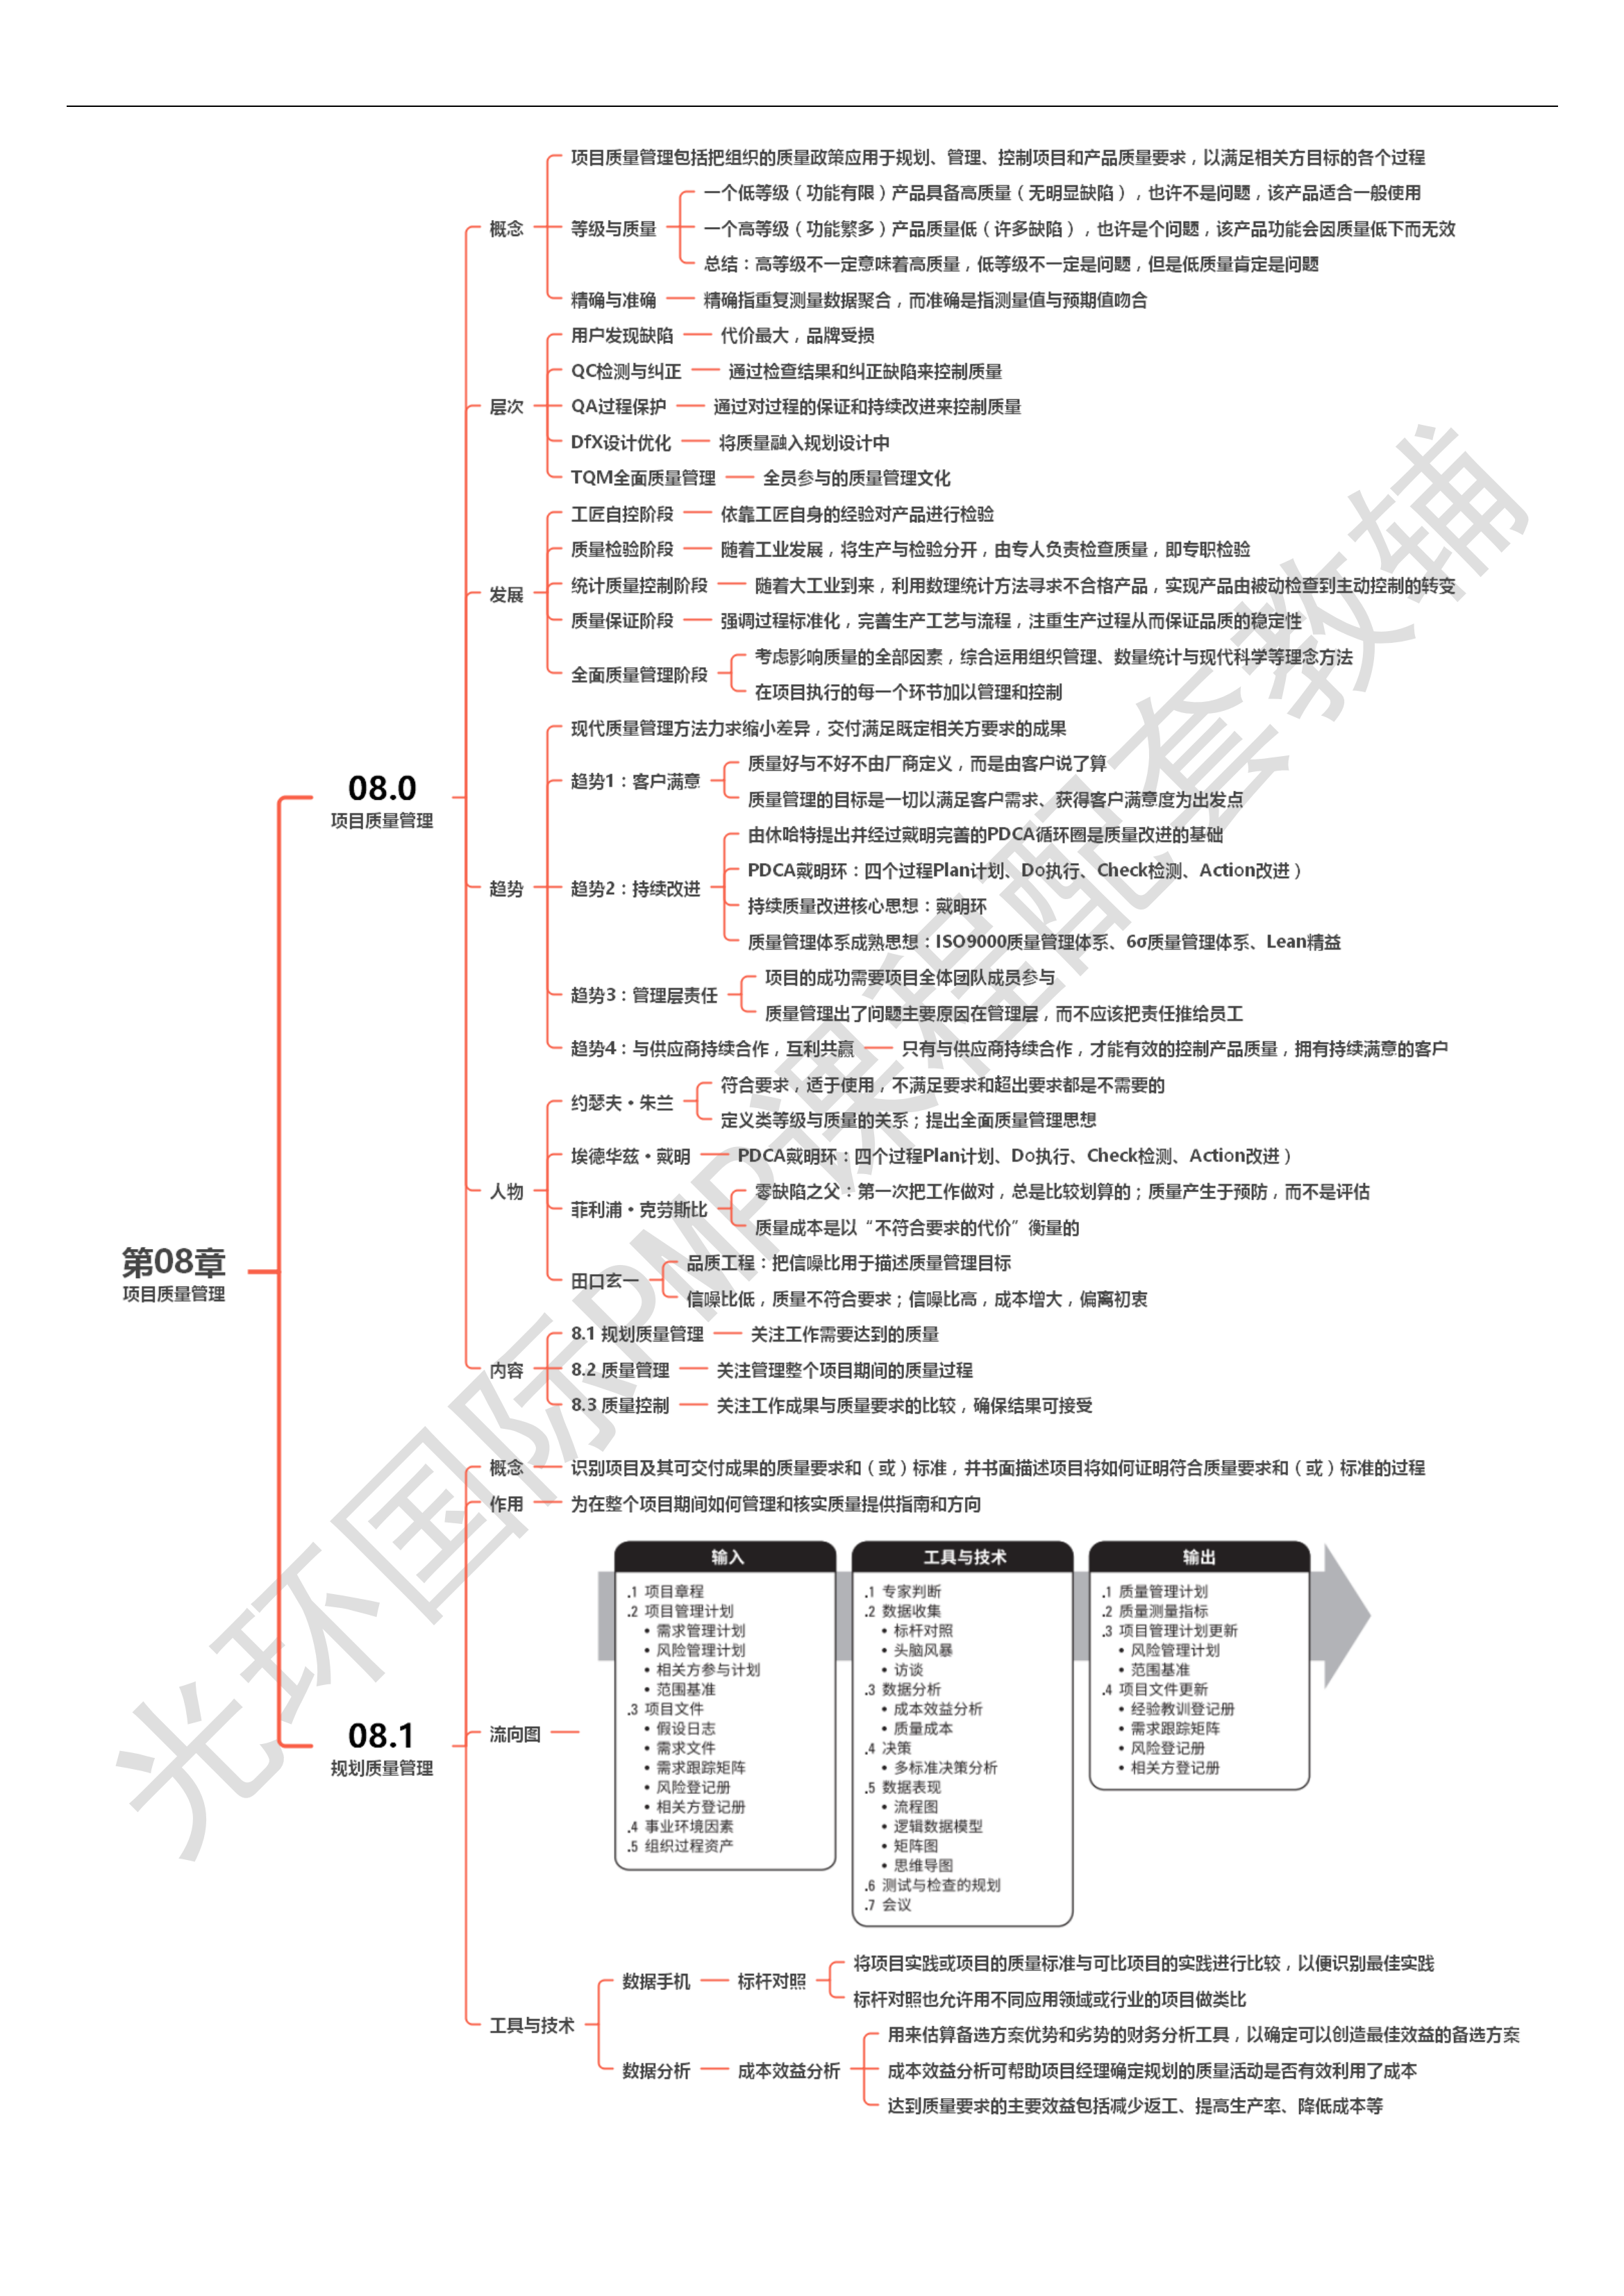 第08章
项目质量管理
08.0
项目质量管理
概念
项目质量管理包括把组织的质量政策应用于规划、管理、控制项目和产品质量要求，以满足相关方目标的各个过程
等级与质量
一个低等级（功能有限）产品具备高质量（无明显缺陷），也许不是问题，该产品适合一般使用
一个高等级（功能繁多）产品质量低（许多缺陷），也许是个问题，该产品功能会因质量低下而无效
总结：高等级不一定意味着高质量，低等级不一定是问题，但是低质量肯定是问题
精确与准确
精确指重复测量数据聚合，而准确是指测量值与预期值吻合
层次
用户发现缺陷
代价最大，品牌受损
QC检测与纠正
通过检查结果和纠正缺陷来控制质量
QA过程保护
通过对过程的保证和持续改进来控制质量
DfX设计优化
将质量融入规划设计中
TQM全面质量管理
全员参与的质量管理文化
发展
工匠自控阶段
依靠工匠自身的经验对产品进行检验
质量检验阶段
随着工业发展，将生产与检验分开，由专人负责检查质量，即专职检验
统计质量控制阶段
随着大工业到来，利用数理统计方法寻求不合格产品，实现产品由被动检查到主动控制的转变
质量保证阶段
强调过程标准化，完善生产工艺与流程，注重生产过程从而保证品质的稳定性
全面质量管理阶段
考虑影响质量的全部因素，综合运用组织管理、数量统计与现代科学等理念方法
在项目执行的每一个环节加以管理和控制
趋势
现代质量管理方法力求缩小差异，交付满足既定相关方要求的成果
趋势1：客户满意
质量好与不好不由厂商定义，而是由客户说了算
质量管理的目标是一切以满足客户需求、获得客户满意度为出发点
趋势2：持续改进
由休哈特提出并经过戴明完善的PDCA循环圈是质量改进的基础
PDCA戴明环：四个过程Plan计划、Do执行、Check检测、Action改进）
持续质量改进核心思想：戴明环
质量管理体系成熟思想：ISO9000质量管理体系、6σ质量管理体系、Lean精益
趋势3：管理层责任
项目的成功需要项目全体团队成员参与
质量管理出了问题主要原因在管理层，而不应该把责任推给员工
趋势4：与供应商持续合作，互利共赢
只有与供应商持续合作，才能有效的控制产品质量，拥有持续满意的客户
人物
约瑟夫·朱兰
符合要求，适于使用，不满足要求和超出要求都是不需要的
定义类等级与质量的关系；提出全面质量管理思想
埃德华兹·戴明
PDCA戴明环：四个过程Plan计划、Do执行、Check检测、Action改进）
菲利浦·克劳斯比
零缺陷之父：第一次把工作做对，总是比较划算的；质量产生于预防，而不是评估
质量成本是以“不符合要求的代价”衡量的
田口玄一
品质工程：把信噪比用于描述质量管理目标
信噪比低，质量不符合要求；信噪比高，成本增大，偏离初衷
内容
8.1 规划质量管理
关注工作需要达到的质量
8.2 质量管理
关注管理整个项目期间的质量过程
8.3 质量控制
关注工作成果与质量要求的比较，确保结果可接受
08.1
规划质量管理
概念
识别项目及其可交付成果的质量要求和（或）标准，并书面描述项目将如何证明符合质量要求和（或）标准的过程
作用
为在整个项目期间如何管理和核实质量提供指南和方向
流向图
输入
.1 项目章程
.2 项目管理计划
• 需求管理计划
• 风险管理计划
• 相关方参与计划
• 范围基准
.3 项目文件
• 假设日志
• 需求文件
• 需求跟踪矩阵
• 风险登记册
• 相关方登记册
.4 事业环境因素
.5 组织过程资产
工具与技术
.1 专家判断
.2 数据收集
• 标杆对照
• 头脑风暴
• 访谈
.3 数据分析
• 成本效益分析
• 质量成本
.4 决策
• 多标准决策分析
.5 数据表现
• 流程图
• 逻辑数据模型
• 矩阵图
• 思维导图
.6 测试与检查的规划
.7 会议
输出
.1 质量管理计划
.2 质量测量指标
.3 项目管理计划更新
• 风险管理计划
• 范围基准
.4 项目文件更新
• 经验教训登记册
• 需求跟踪矩阵
• 风险登记册
• 相关方登记册
工具与技术
数据手机
标杆对照
将项目实践或项目的质量标准与可比项目的实践进行比较，以便识别最佳实践
标杆对照也允许用不同应用领域或行业的项目做类比
数据分析
成本效益分析
用来估算备选方案优势和劣势的财务分析工具，以确定可以创造最佳效益的备选方案
成本效益分析可帮助项目经理确定规划的质量活动是否有效利用了成本
达到质量要求的主要效益包括减少返工、提高生产率、降低成本等
光环国际PMP课程配套教辅